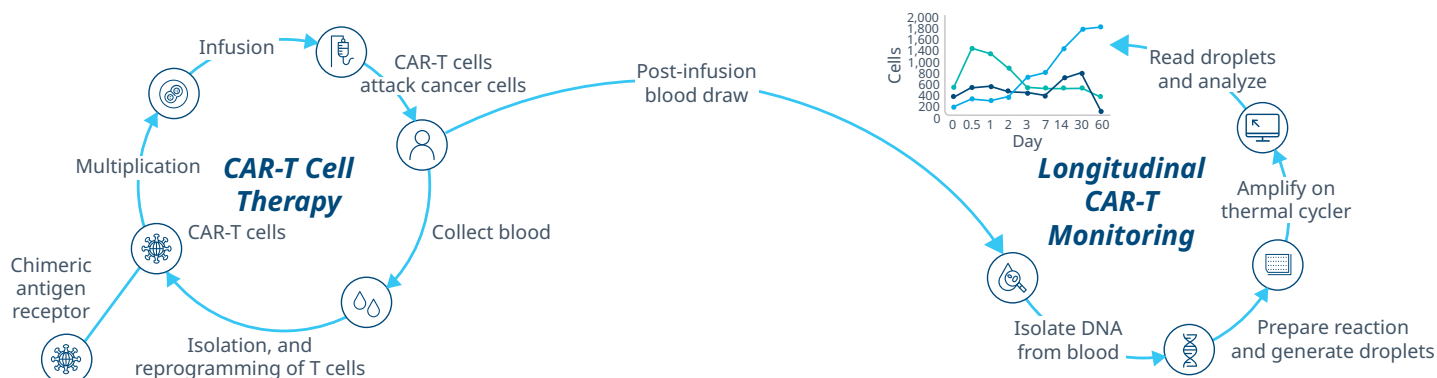 Infusion
CAR-T cells
attack cancer cells
Multiplication
CAR-T Cell
Therapy
CAR-T cells
Collect blood
Chimeric
antigen
receptor
Isolation, and
reprogramming of T cells
Post-infusion
blood draw
Cells
2,000
1,800
1,600
1,400
1,000
800
600
400
200
0
0 0.5 1 2 3 7 14 30 60
Day
Longitudinal
CAR-T
Monitoring
Read droplets
and analyze
Amplify on
thermal cycler
Prepare reaction
and generate droplets
Isolate DNA
from blood